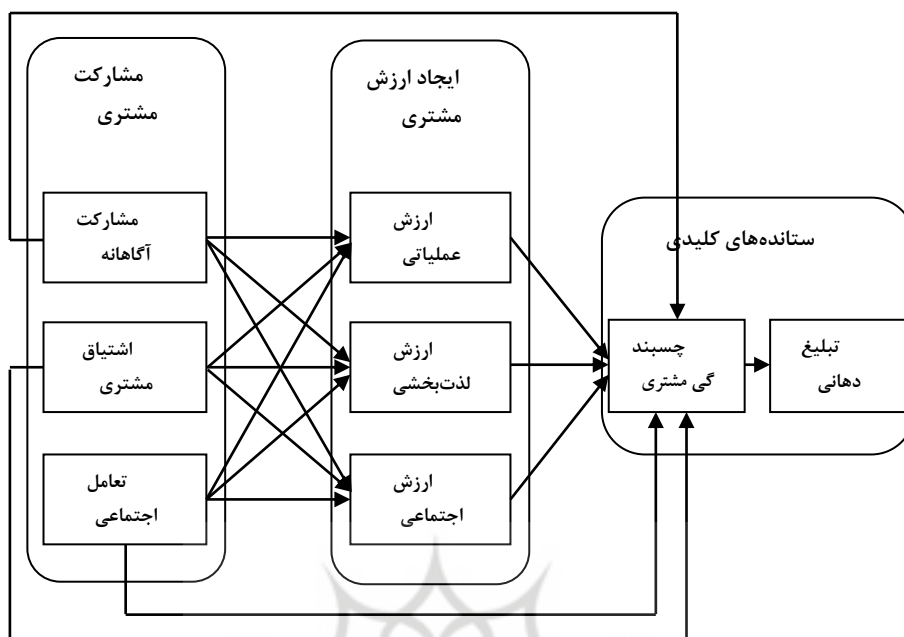 مشارکت
مشتری
ایجاد ارزش
مشتری
مشارکت
آگاهانه
ارزش
عملیاتی
ستانده‌های کلیدی
اشتیاق
مشتری
ارزش
لذت‌بخشی
چسبند
گی مشتری
تبلیغ
دهانی
تعامل
اجتماعی
ارزش
اجتماعی